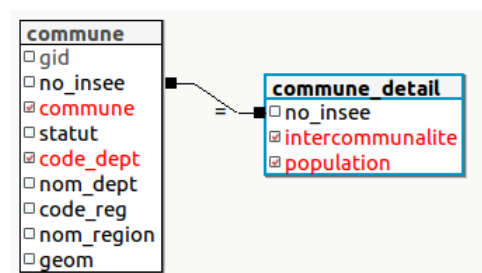 commune
gid
no_insee
commune
statut
code_dept
nom_dept
code_reg
nom_region
geom
=
commune_detail
no_insee
intercommunalite
population